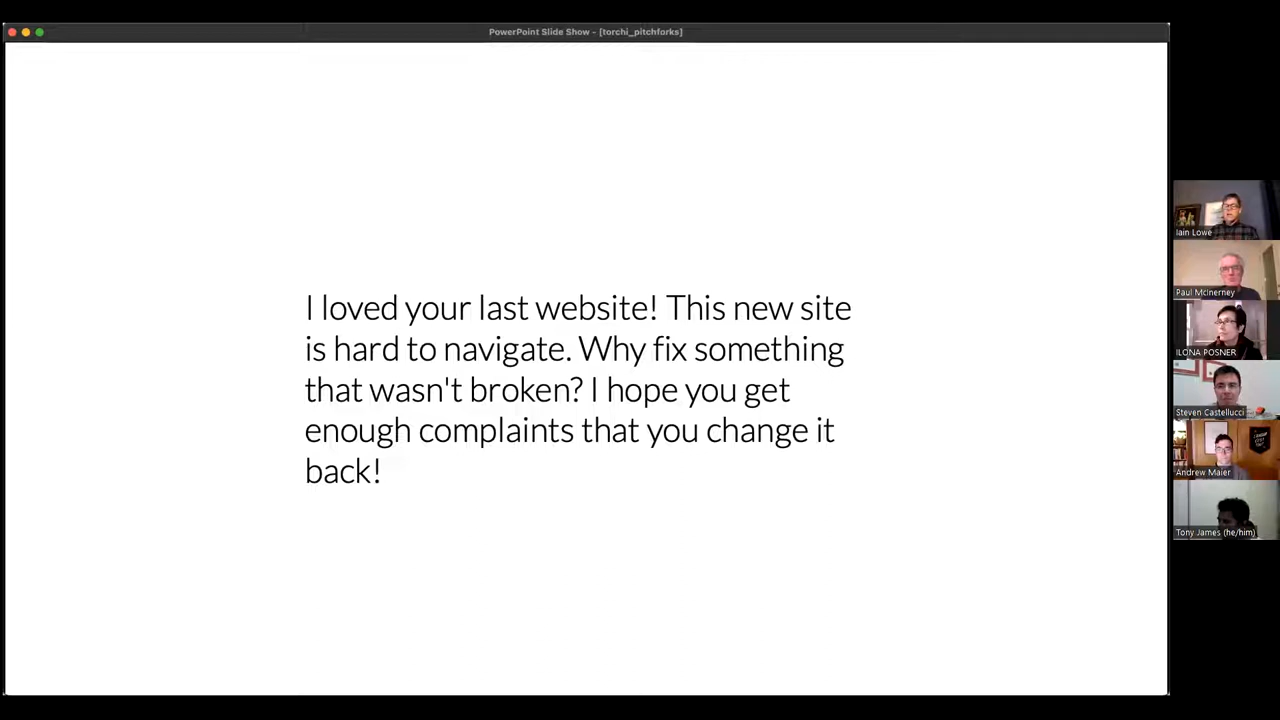 PowerPoint Slide Show - [torchi_pitchforks]
I loved your last website! This new site
is hard to navigate. Why fix something
that wasn't broken? I hope you get
enough complaints that you change it
back!
Iain Lowe
Paul McInerney
ILONA POSNER
Steven Castellucci
Andrew Maier
Tony James (he/him)